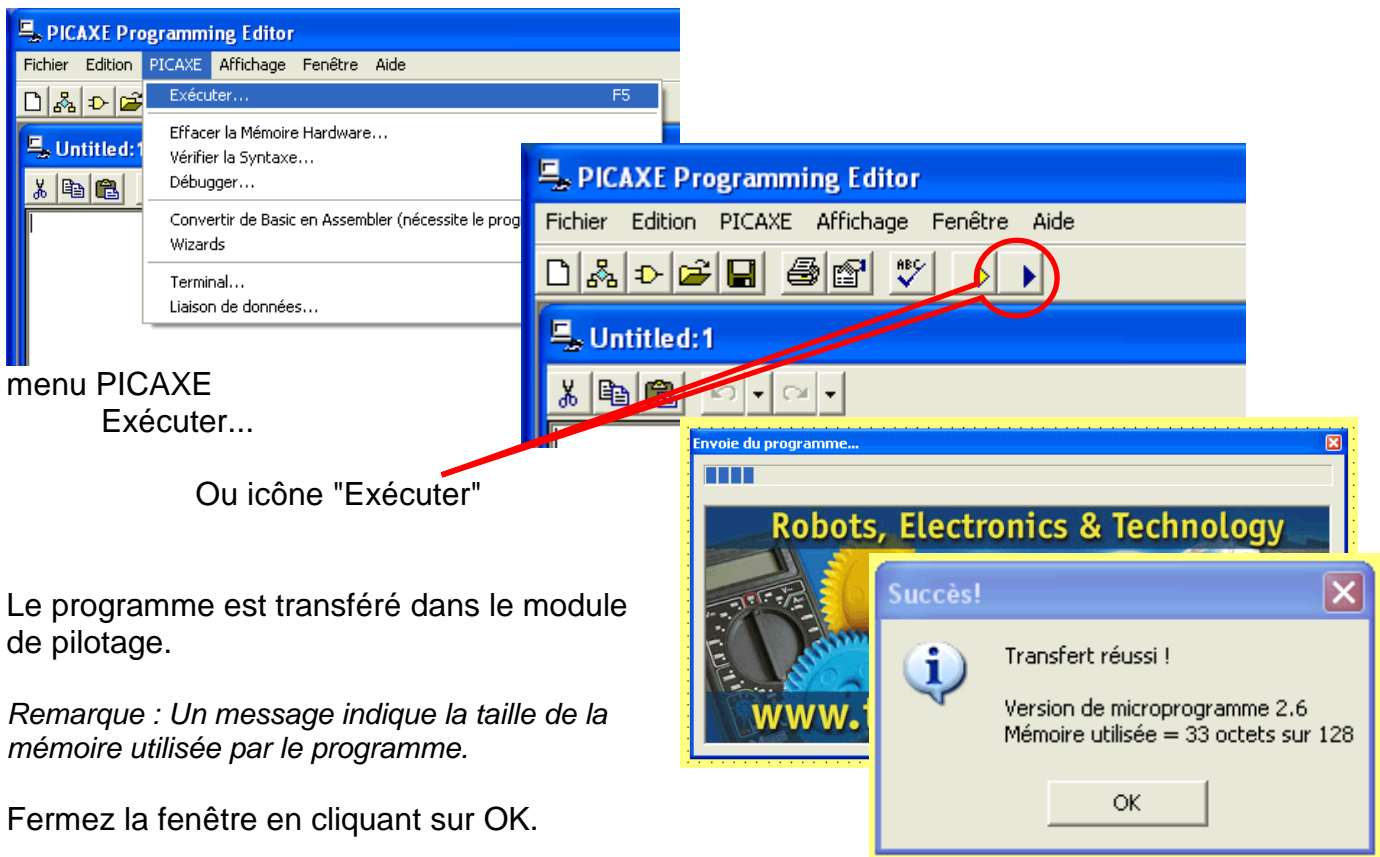 PICAXE Programming Editor
Fichier Edition PICAXE Affichage Fenêtre Aide
Exécuter... F5
Effacer la Mémoire Hardware...
Untitled:1
Vérifier la Syntaxe...
Débugger...
Convertir de Basic en Assembler (nécessite le prog
Wizards
Terminal...
Liaison de données...
PICAXE Programming Editor
Fichier Edition PICAXE Affichage Fenêtre Aide
ABC
Untitled:1
menu PICAXE
Exécuter...
Ou icône "Exécuter"
Envoie du programme...
Robots, Electronics & Technology
www.
Le programme est transféré dans le module
de pilotage.
Remarque : Un message indique la taille de la
mémoire utilisée par le programme.
Fermez la fenêtre en cliquant sur OK.
Succès!
Transfert réussi !
Version de microprogramme 2.6
Mémoire utilisée = 33 octets sur 128
OK